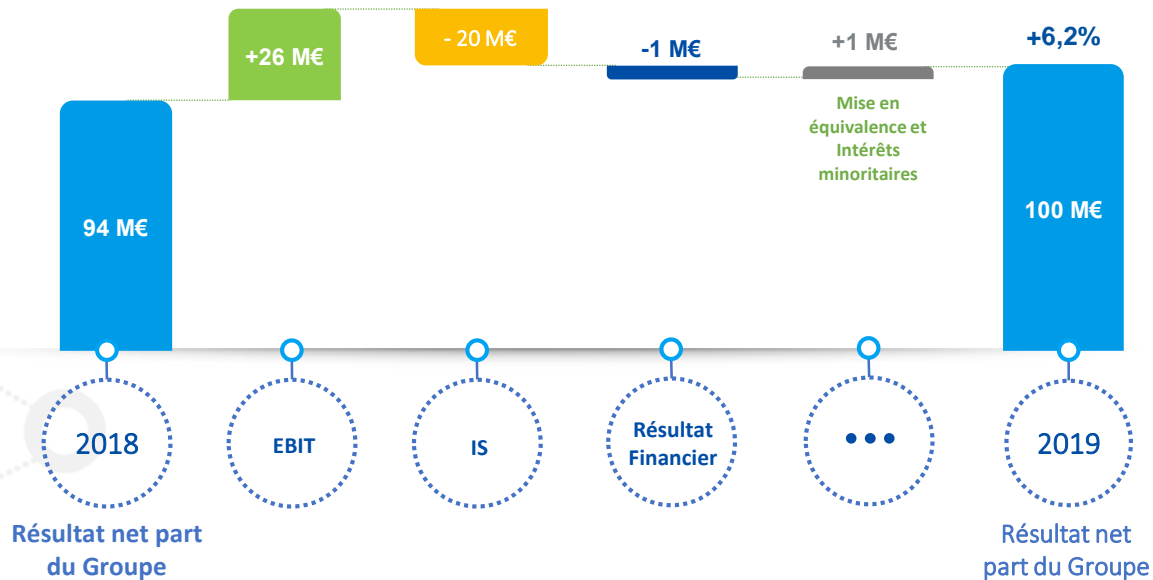 +26 M€
- 20 M€
-1 M€
+1 M€
+6,2%
Mise en
équivalence et
Intérêts
minoritaires
94 M€
100 M€
2018
EBIT
IS
Résultat
Financier
•••
2019
Résultat net part
du Groupe
Résultat net
part du Groupe